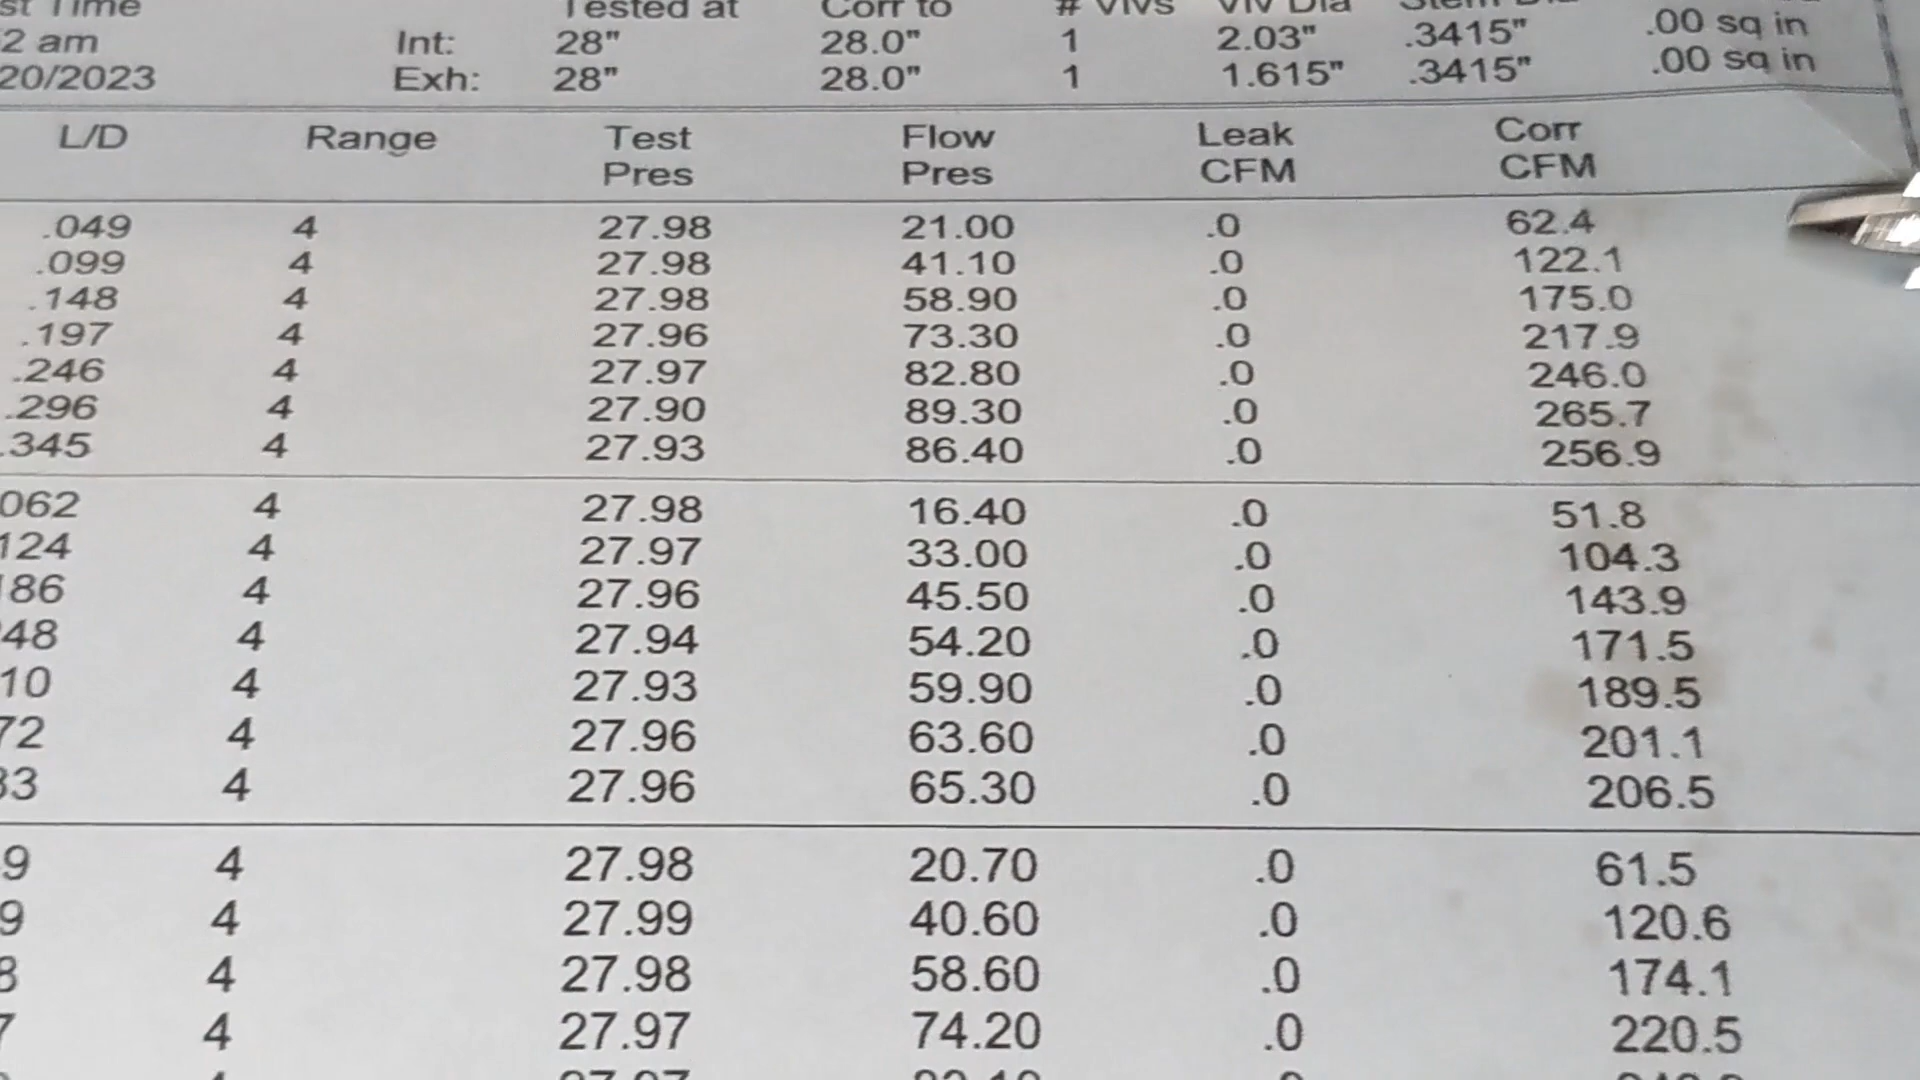 Time Tested at Corr to # Vlvs Vlv Dia
2 am Int: 28" 28.0" 1 2.03" .3415" .00 sq in
20/2023 Exh: 28" 28.0" 1 1.615" .3415" .00 sq in
L/D Range Test Pres Flow Pres Leak CFM Corr CFM
.049 4 27.98 21.00 .0 62.4
.099 4 27.98 41.10 .0 122.1
.148 4 27.98 58.90 .0 175.0
.197 4 27.96 73.30 .0 217.9
.246 4 27.97 82.80 .0 246.0
.296 4 27.90 89.30 .0 265.7
.345 4 27.93 86.40 .0 256.9
062 4 27.98 16.40 .0 51.8
124 4 27.97 33.00 .0 104.3
86 4 27.96 45.50 .0 143.9
48 4 27.94 54.20 .0 171.5
10 4 27.93 59.90 .0 189.5
72 4 27.96 63.60 .0 201.1
33 4 27.96 65.30 .0 206.5
9 4 27.98 20.70 .0 61.5
9 4 27.99 40.60 .0 120.6
8 4 27.98 58.60 .0 174.1
7 4 27.97 74.20 .0 220.5